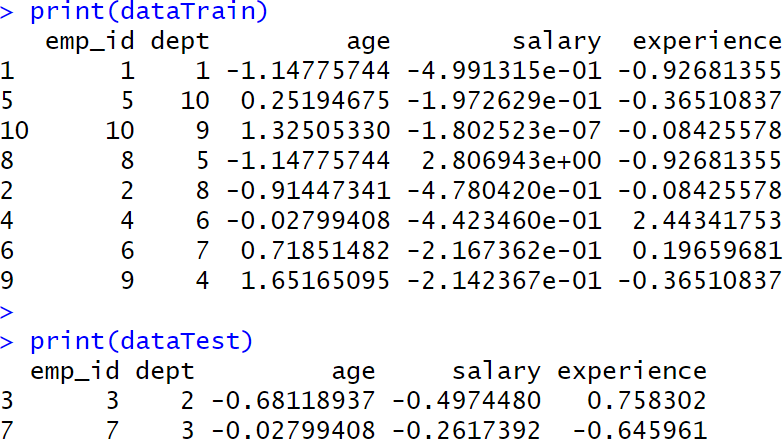 > print(dataTrain)
   emp_id dept         age        salary  experience
1       1    1 -1.14775744 -4.991315e-01 -0.92681355
5       5   10  0.25194675 -1.972629e-01 -0.36510837
10     10    9  1.32505330 -1.802523e-07 -0.08425578
8       8    5 -1.14775744  2.806943e+00 -0.92681355
2       2    8 -0.91447341 -4.780420e-01 -0.08425578
4       4    6 -0.02799408 -4.423460e-01  2.44341753
6       6    7  0.71851482 -2.167362e-01  0.19659681
9       9    4  1.65165095 -2.142367e-01 -0.36510837
>
> print(dataTest)
  emp_id dept         age     salary experience
3      3    2 -0.68118937 -0.4974480   0.758302
7      7    3 -0.02799408 -0.2617392  -0.645961